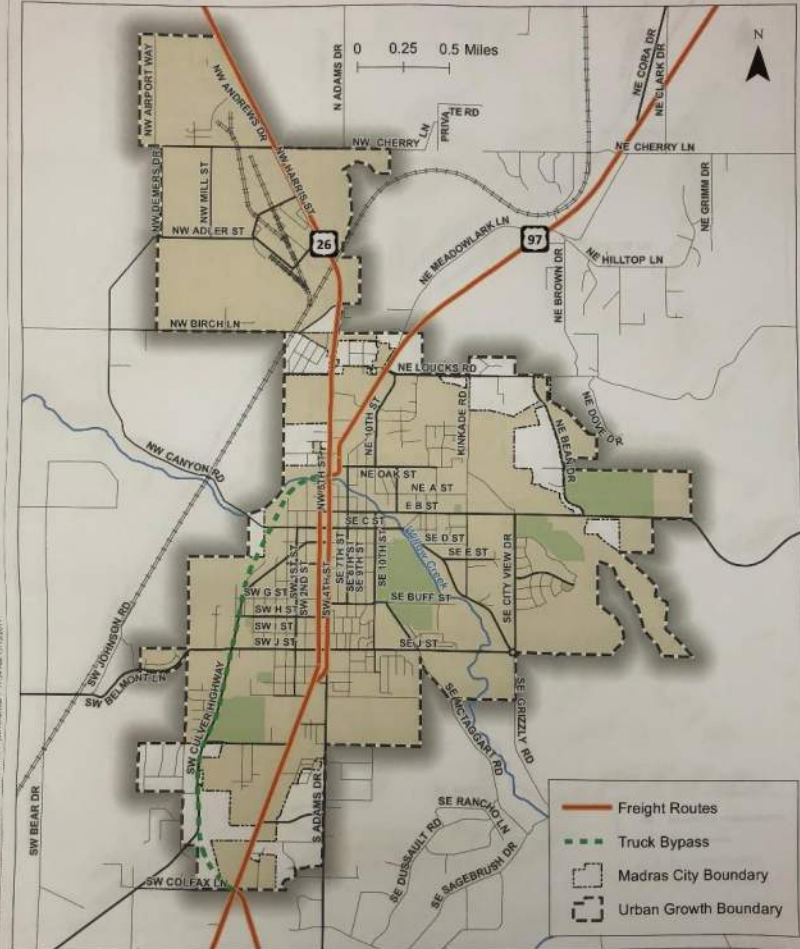 N
0 0.25 0.5 Miles
N ADAMS DR
NE CORA DR
NE CLARK DR
NW AIRPORT WAY
NW ANDREWS DR
PRIVATE RD
NW CHERRY LN
NE CHERRY LN
NW DEMERS DR
NW MILL ST
NW HARRIS ST
NE GRIMM DR
NW ADLER ST
26
97
NE MEADOWLARK LN
NE HILLTOP LN
NE BROWN DR
NW BIRCH LN
NE LOUCKS RD
NE 10TH ST
KINKADE RD
NE BEAN DR
NE DOVE DR
NW CANYON RD
NW 5TH ST
NE OAK ST
NE A ST
E B ST
SE C ST
SE D ST
SE E ST
Willow Creek
SW 1ST ST
SW 2ND ST
SW 4TH ST
SE 7TH ST
SE 8TH ST
SE 9TH ST
SE 10TH ST
SE CITY VIEW DR
SW G ST
SW H ST
SW I ST
SW J ST
SE BUFF ST
SE J ST
SW JOHNSON RD
SW BELMONT LN
SW CULVER HIGHWAY
SE MCTAGGART RD
SE GRIZZLY RD
SW BEAR DR
S ADAMS DR
SE RANCHO LN
SE DUSSAULT RD
SE SAGEBRUSH DR
SW COLFAX LN
Freight Routes
Truck Bypass
Madras City Boundary
Urban Growth Boundary